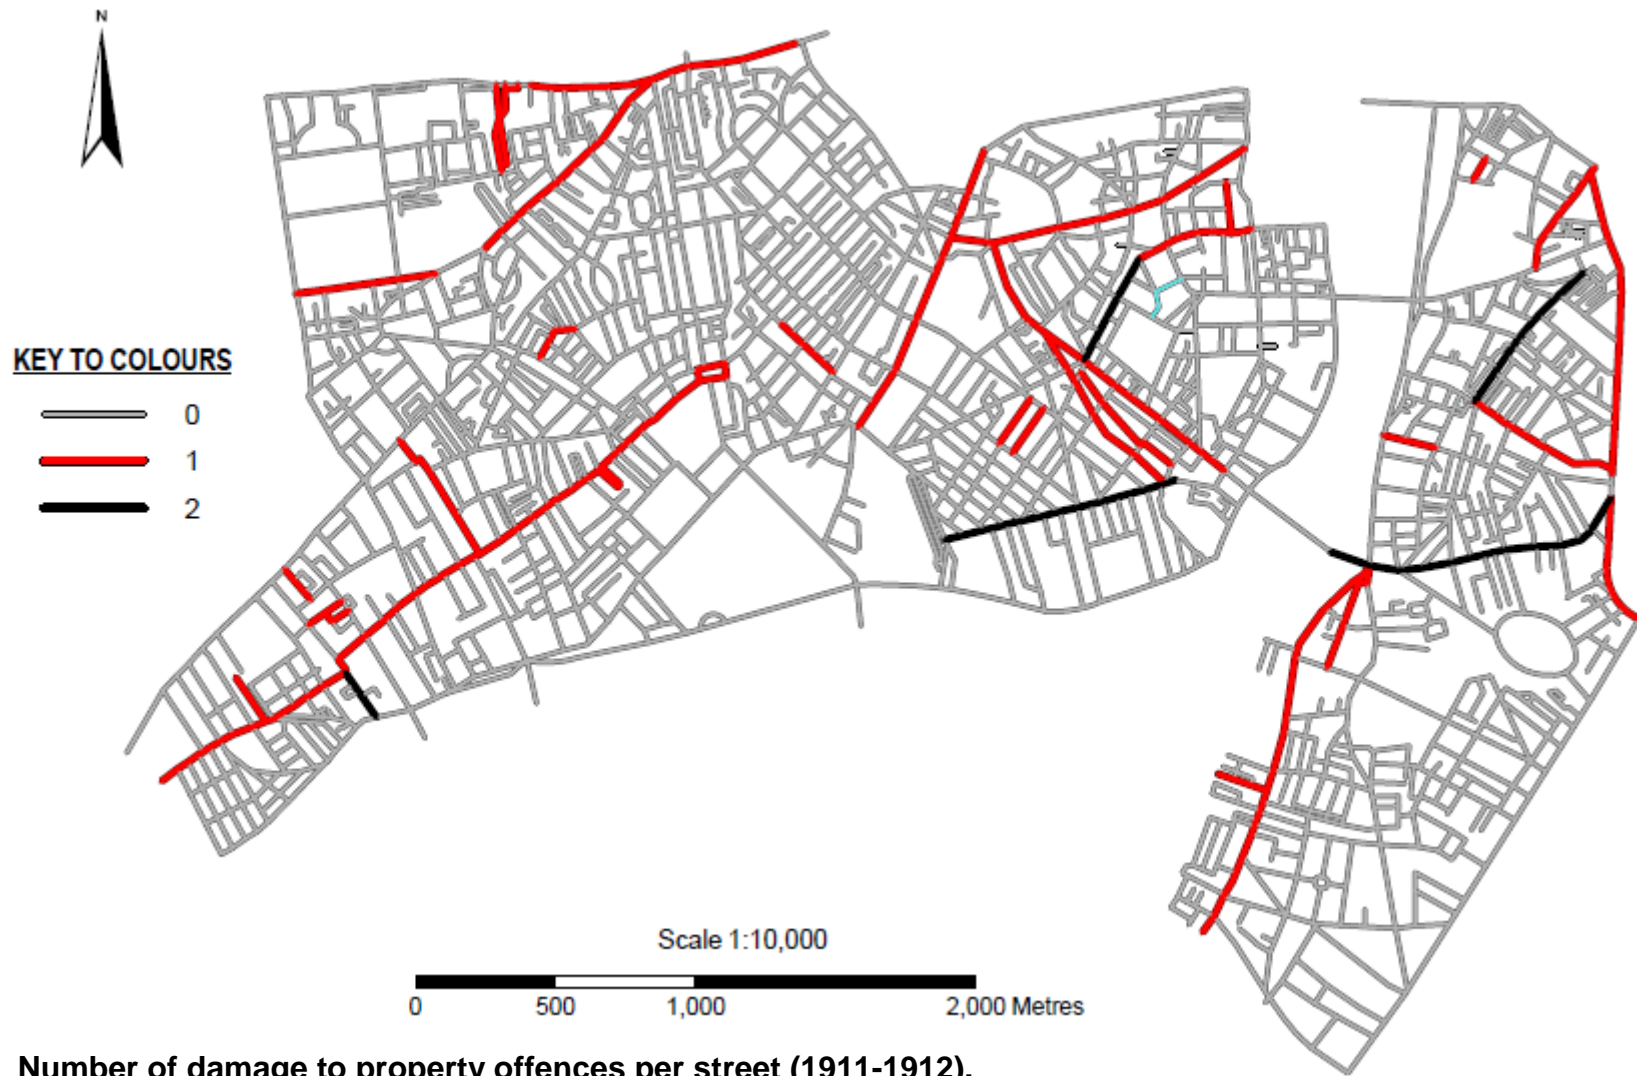 N
KEY TO COLOURS
0
1
2
Scale 1:10,000
0 500 1,000 2,000 Metres
Number of damage to property offences per street (1911-1912).